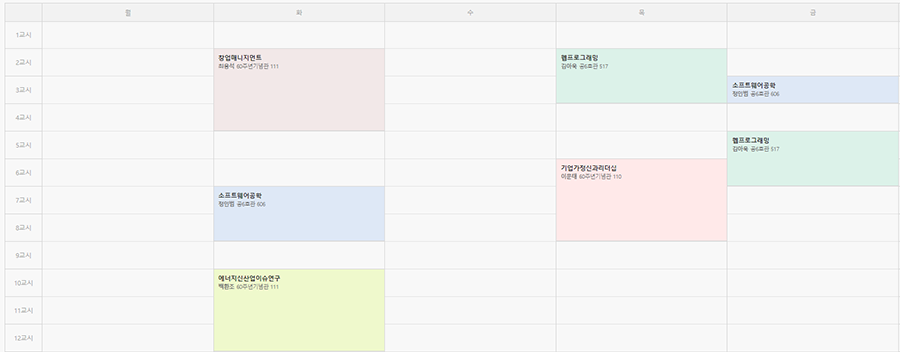 월 화 수 목 금
1교시
2교시
창업매니지먼트
최용석 60주년기념관 111
웹프로그래밍
김아욱 공6호관 517
3교시
소프트웨어공학
정인범 공6호관 606
4교시
5교시
웹프로그래밍
김아욱 공6호관 517
6교시
기업가정신과리더십
이문태 60주년기념관 110
7교시
소프트웨어공학
정인범 공6호관 606
8교시
9교시
10교시
에너지신산업이슈연구
백환조 60주년기념관 111
11교시
12교시